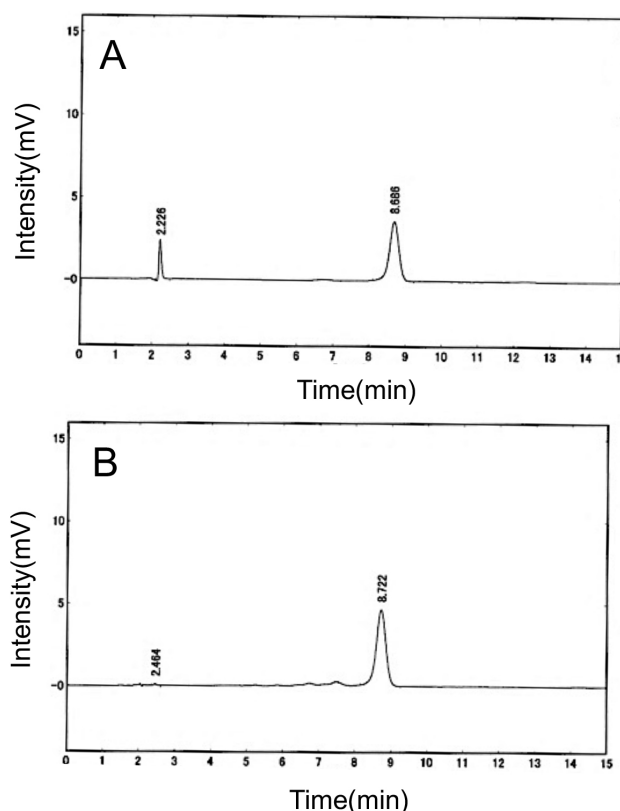 A
Intensity(mV)
15
10
5
-0
2.226
8.686
0 1 2 3 4 5 6 7 8 9 10 11 12 13 14 1
Time(min)
B
Intensity(mV)
15
10
5
-0
2.464
8.722
0 1 2 3 4 5 6 7 8 9 10 11 12 13 14 15
Time(min)